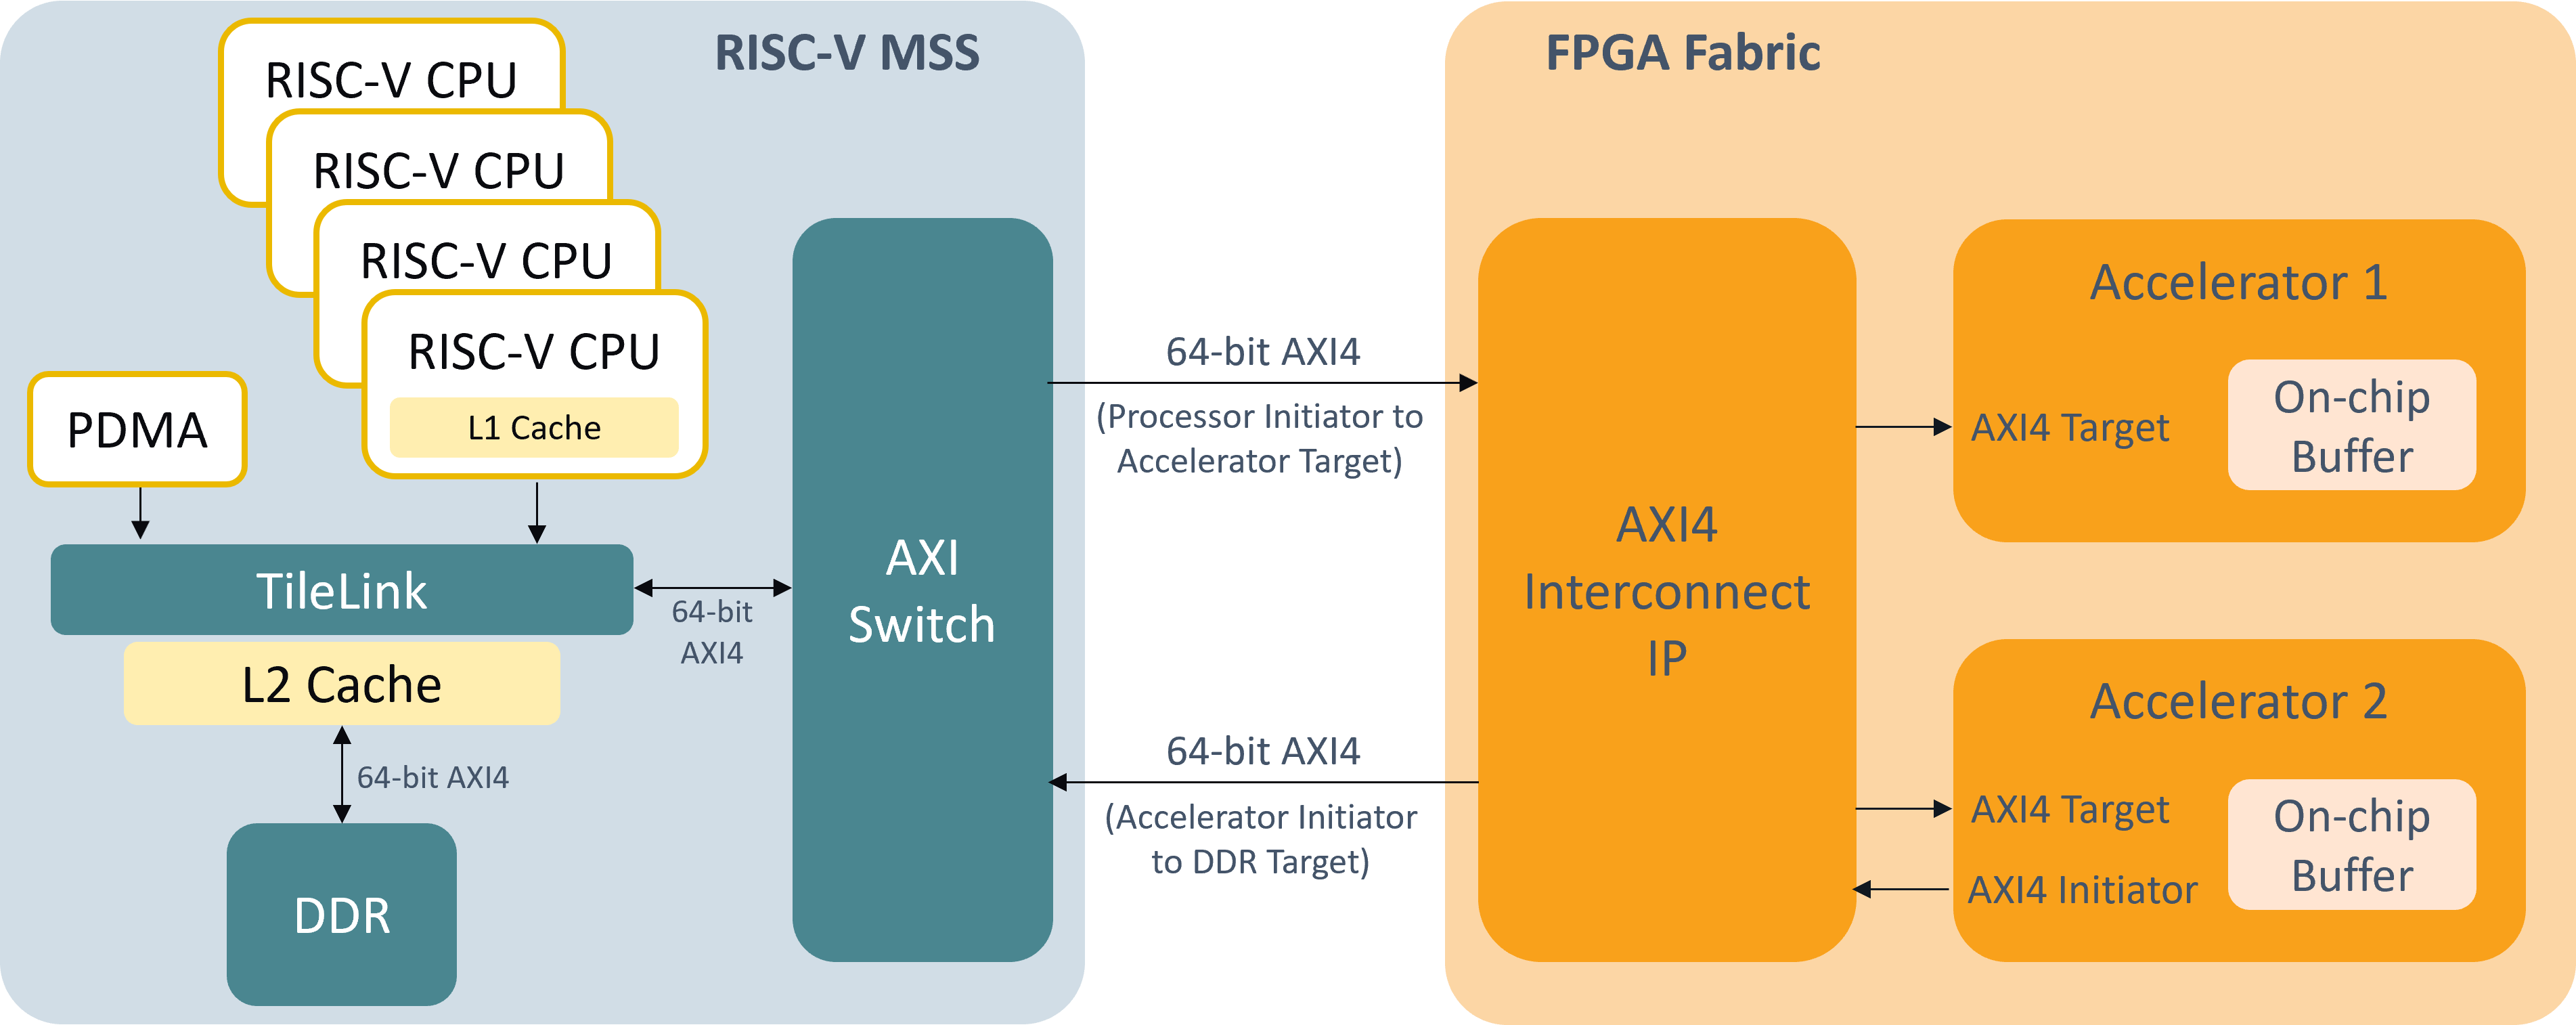 RISC-V MSS
RISC-V CPU
RISC-V CPU
RISC-V CPU
RISC-V CPU
L1 Cache
PDMA
TileLink
L2 Cache
64-bit
AXI4
64-bit AXI4
DDR
AXI
Switch
64-bit AXI4
(Processor Initiator to
Accelerator Target)
64-bit AXI4
(Accelerator Initiator
to DDR Target)
FPGA Fabric
AXI4
Interconnect
IP
Accelerator 1
AXI4 Target
On-chip
Buffer
Accelerator 2
AXI4 Target
AXI4 Initiator
On-chip
Buffer